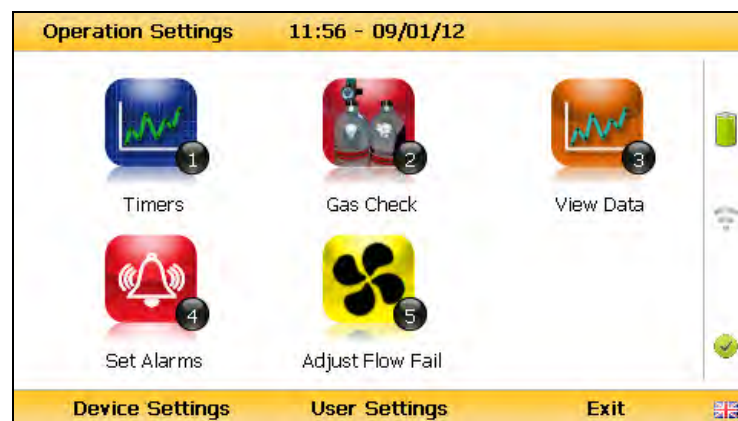 Operation Settings 11:56 - 09/01/12
1 2 3
Timers Gas Check View Data
4 5
Set Alarms Adjust Flow Fail
Device Settings User Settings Exit